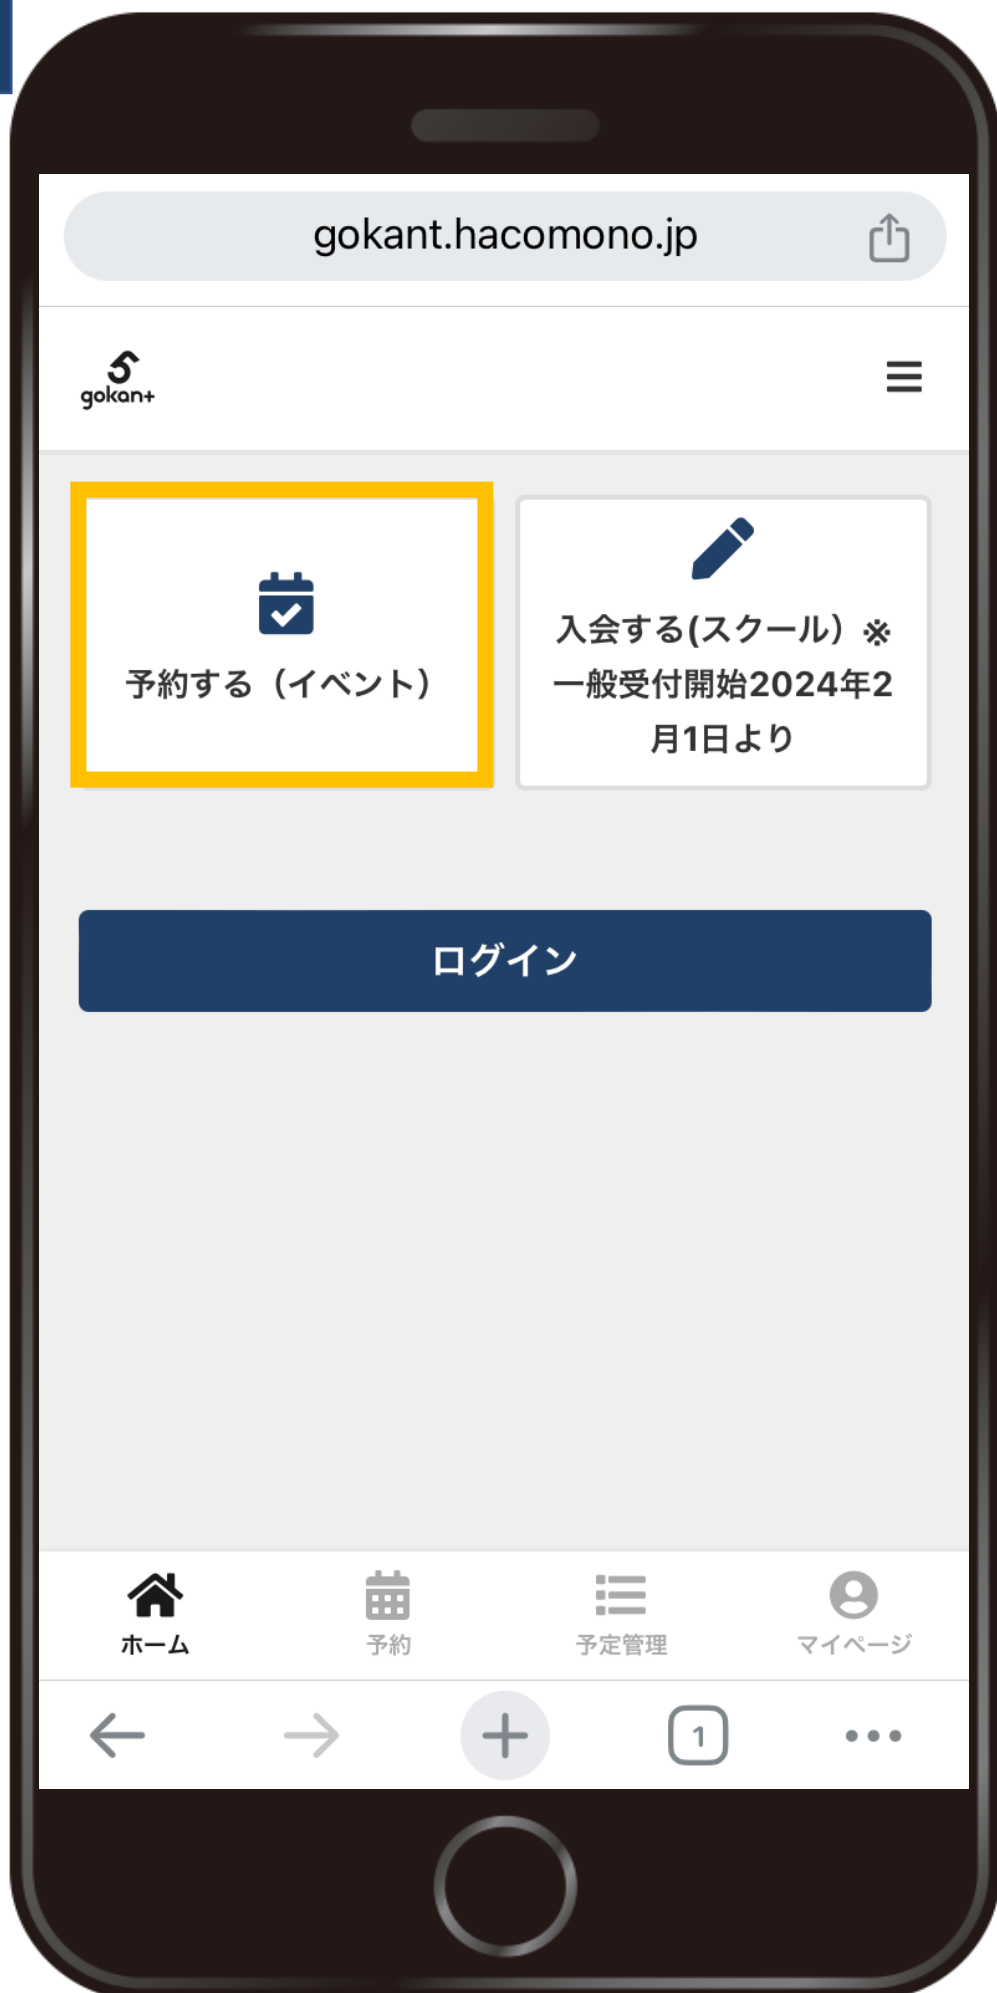 gokant.hacomono.jp
gokan+
予約する（イベント）
入会する(スクール）※
一般受付開始2024年2
月1日より
ログイン
ホーム
予約
予定管理
マイページ
1